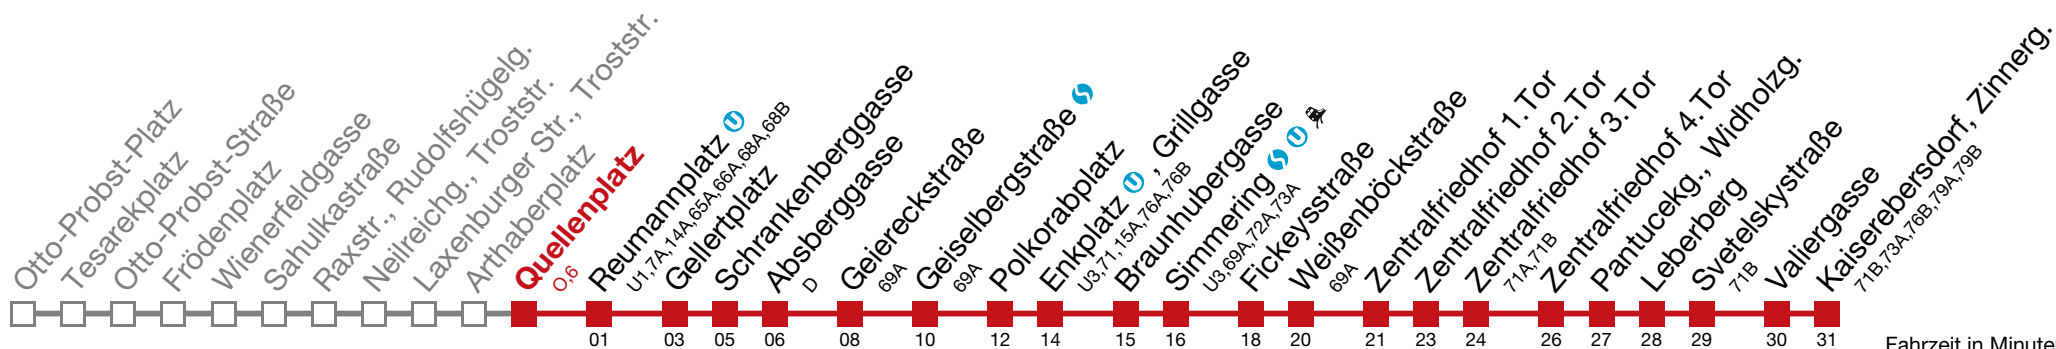 Otto-Probst-Platz
Tesarekplatz
Otto-Probst-Straße
Frödenplatz
Wienerfeldgasse
Sahulkastraße
Raxstr., Rudolfshügelg.
Neilreichg., Troststr.
Laxenburger Str., Troststr.
Arthaberplatz
Quellenplatz
O,6
Reumannplatz U
U1,7A,14A,65A,66A,68A,68B
Gellertplatz
Schrankenberggasse
Absberggasse
D
Geiereckstraße
69A
Geiselbergstraße S
69A
Polkorabplatz
Enkplatz U, Grillgasse
U3,71,15A,76A,76B
Braunhubergasse
Simmering S U
U3,69A,72A,73A
Fickeysstraße
Weißenböckstraße
69A
Zentralfriedhof 1.Tor
Zentralfriedhof 2.Tor
Zentralfriedhof 3.Tor
71A,71B
Zentralfriedhof 4.Tor
Pantucekg., Widholzg.
Leberberg
Svetelskystraße
71B
Valiergasse
Kaiserebersdorf, Zinnerg.
71B,73A,76B,79A,79B
01 03 05 06 08 10 12 14 15 16 18 20 21 23 24 26 27 28 29 30 31
Fahrzeit in Minute